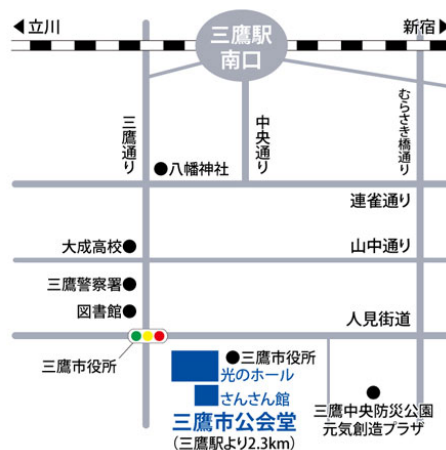 ◀立川
新宿▶
三鷹駅
南口
三鷹通り
中央通り
むらさき橋通り
●八幡神社
連雀通り
大成高校●
山中通り
三鷹警察署●
図書館●
人見街道
三鷹市役所
●三鷹市役所
光のホール
さんさん館
三鷹市公会堂
(三鷹駅より2.3km)
三鷹中央防災公園
元気創造プラザ